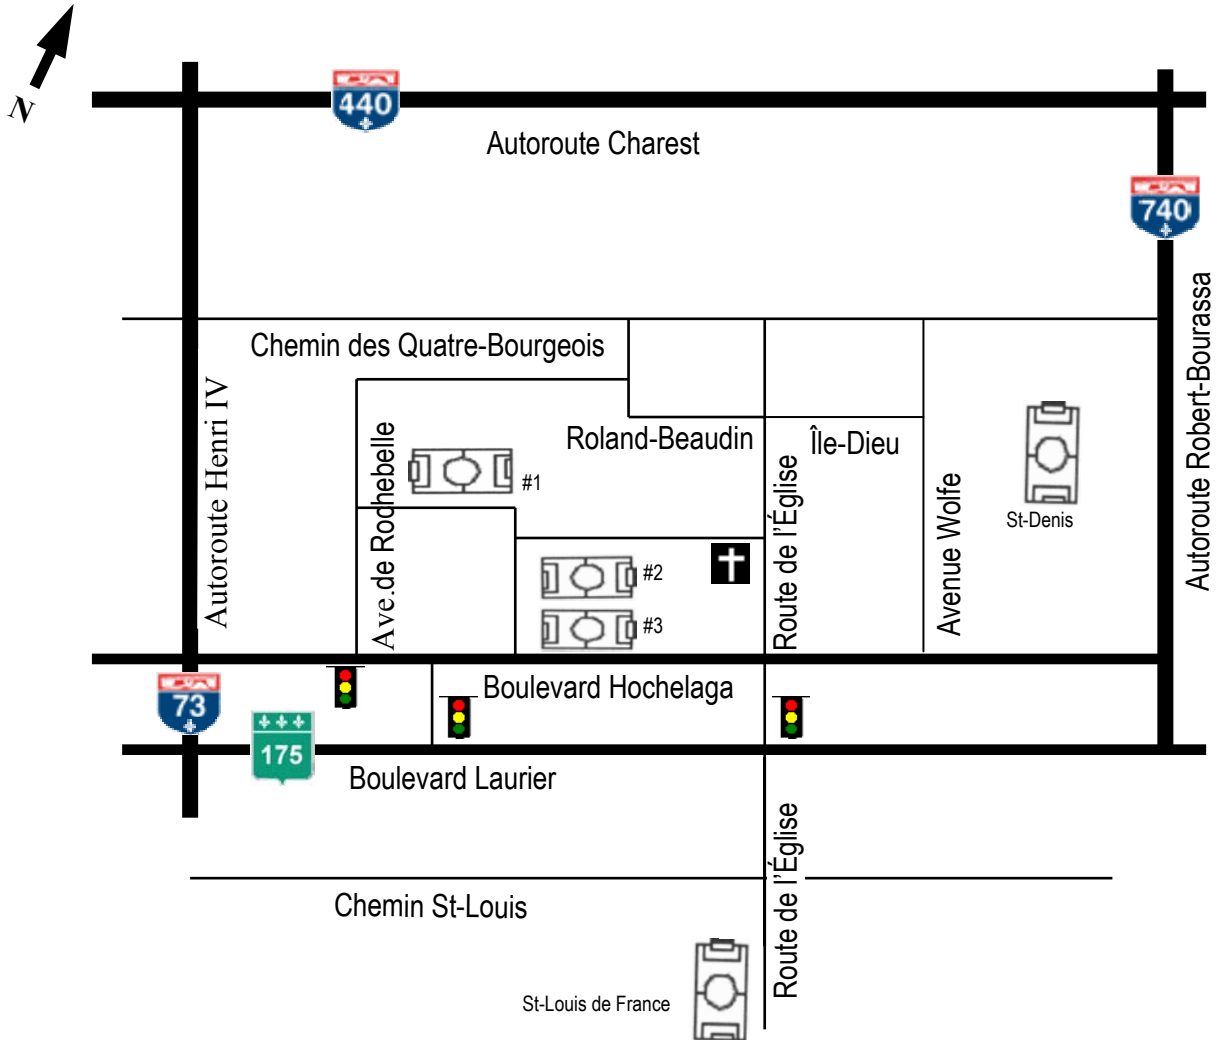 N
440
Autoroute Charest
740
Autoroute Robert-Bourassa
Chemin des Quatre-Bourgeois
Autoroute Henri IV
Ave.de Rochebelle
Roland-Beaudin
Île-Dieu
#1
Route de l'Église
Avenue Wolfe
St-Denis
#2
#3
Boulevard Hochelaga
73
175
Boulevard Laurier
Route de l'Église
Chemin St-Louis
St-Louis de France